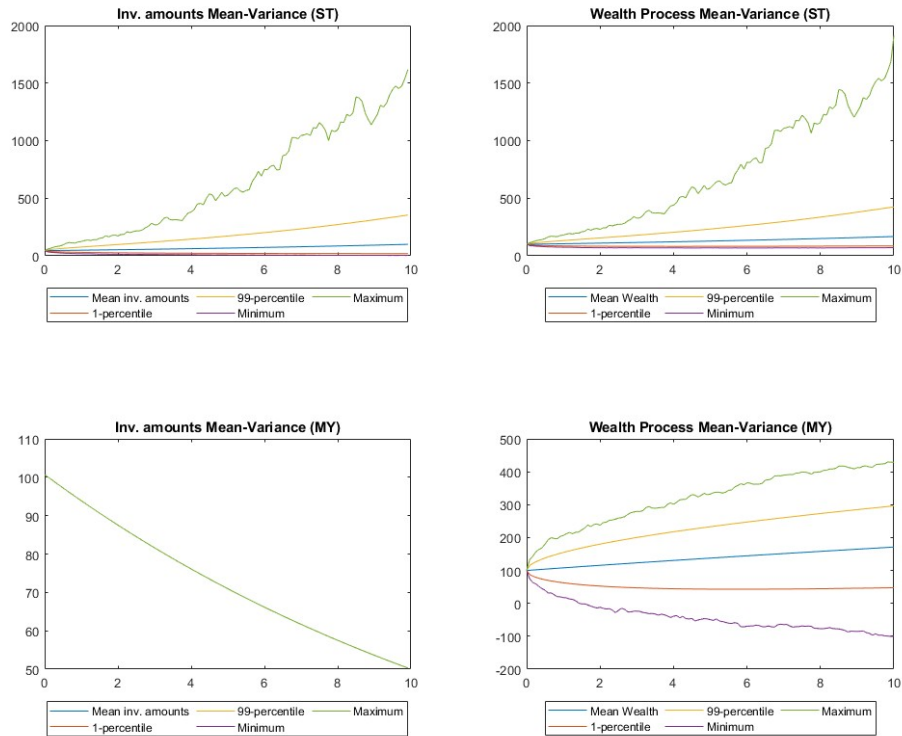 Inv. amounts Mean-Variance (ST)
2000
1500
1000
500
0
0 2 4 6 8 10
Mean inv. amounts 99-percentile Maximum
1-percentile Minimum
Wealth Process Mean-Variance (ST)
2000
1500
1000
500
0
0 2 4 6 8 10
Mean Wealth 99-percentile Maximum
1-percentile Minimum
Inv. amounts Mean-Variance (MY)
110
100
90
80
70
60
50
0 2 4 6 8 10
Mean inv. amounts 99-percentile Maximum
1-percentile Minimum
Wealth Process Mean-Variance (MY)
500
400
300
200
100
0
-100
-200
0 2 4 6 8 10
Mean Wealth 99-percentile Maximum
1-percentile Minimum